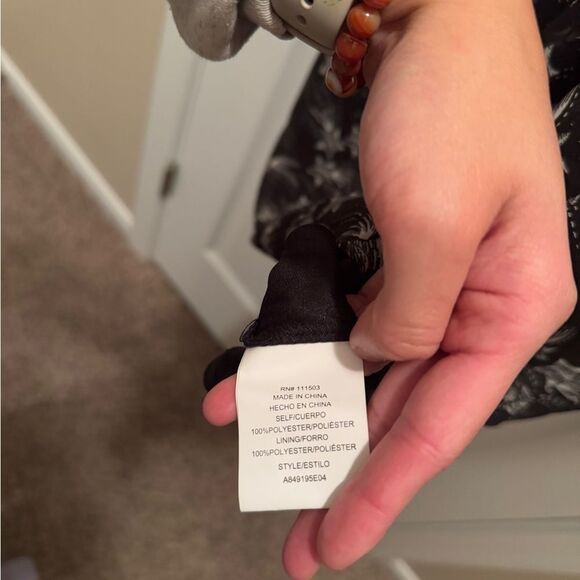 RN# 111503
MADE IN CHINA
HECHO EN CHINA
SELF/CUERPO
100%POLYESTER/POLIÉSTER
LINING/FORRO
100%POLYESTER/POLIÉSTER
STYLE/ESTILO
A849195E04